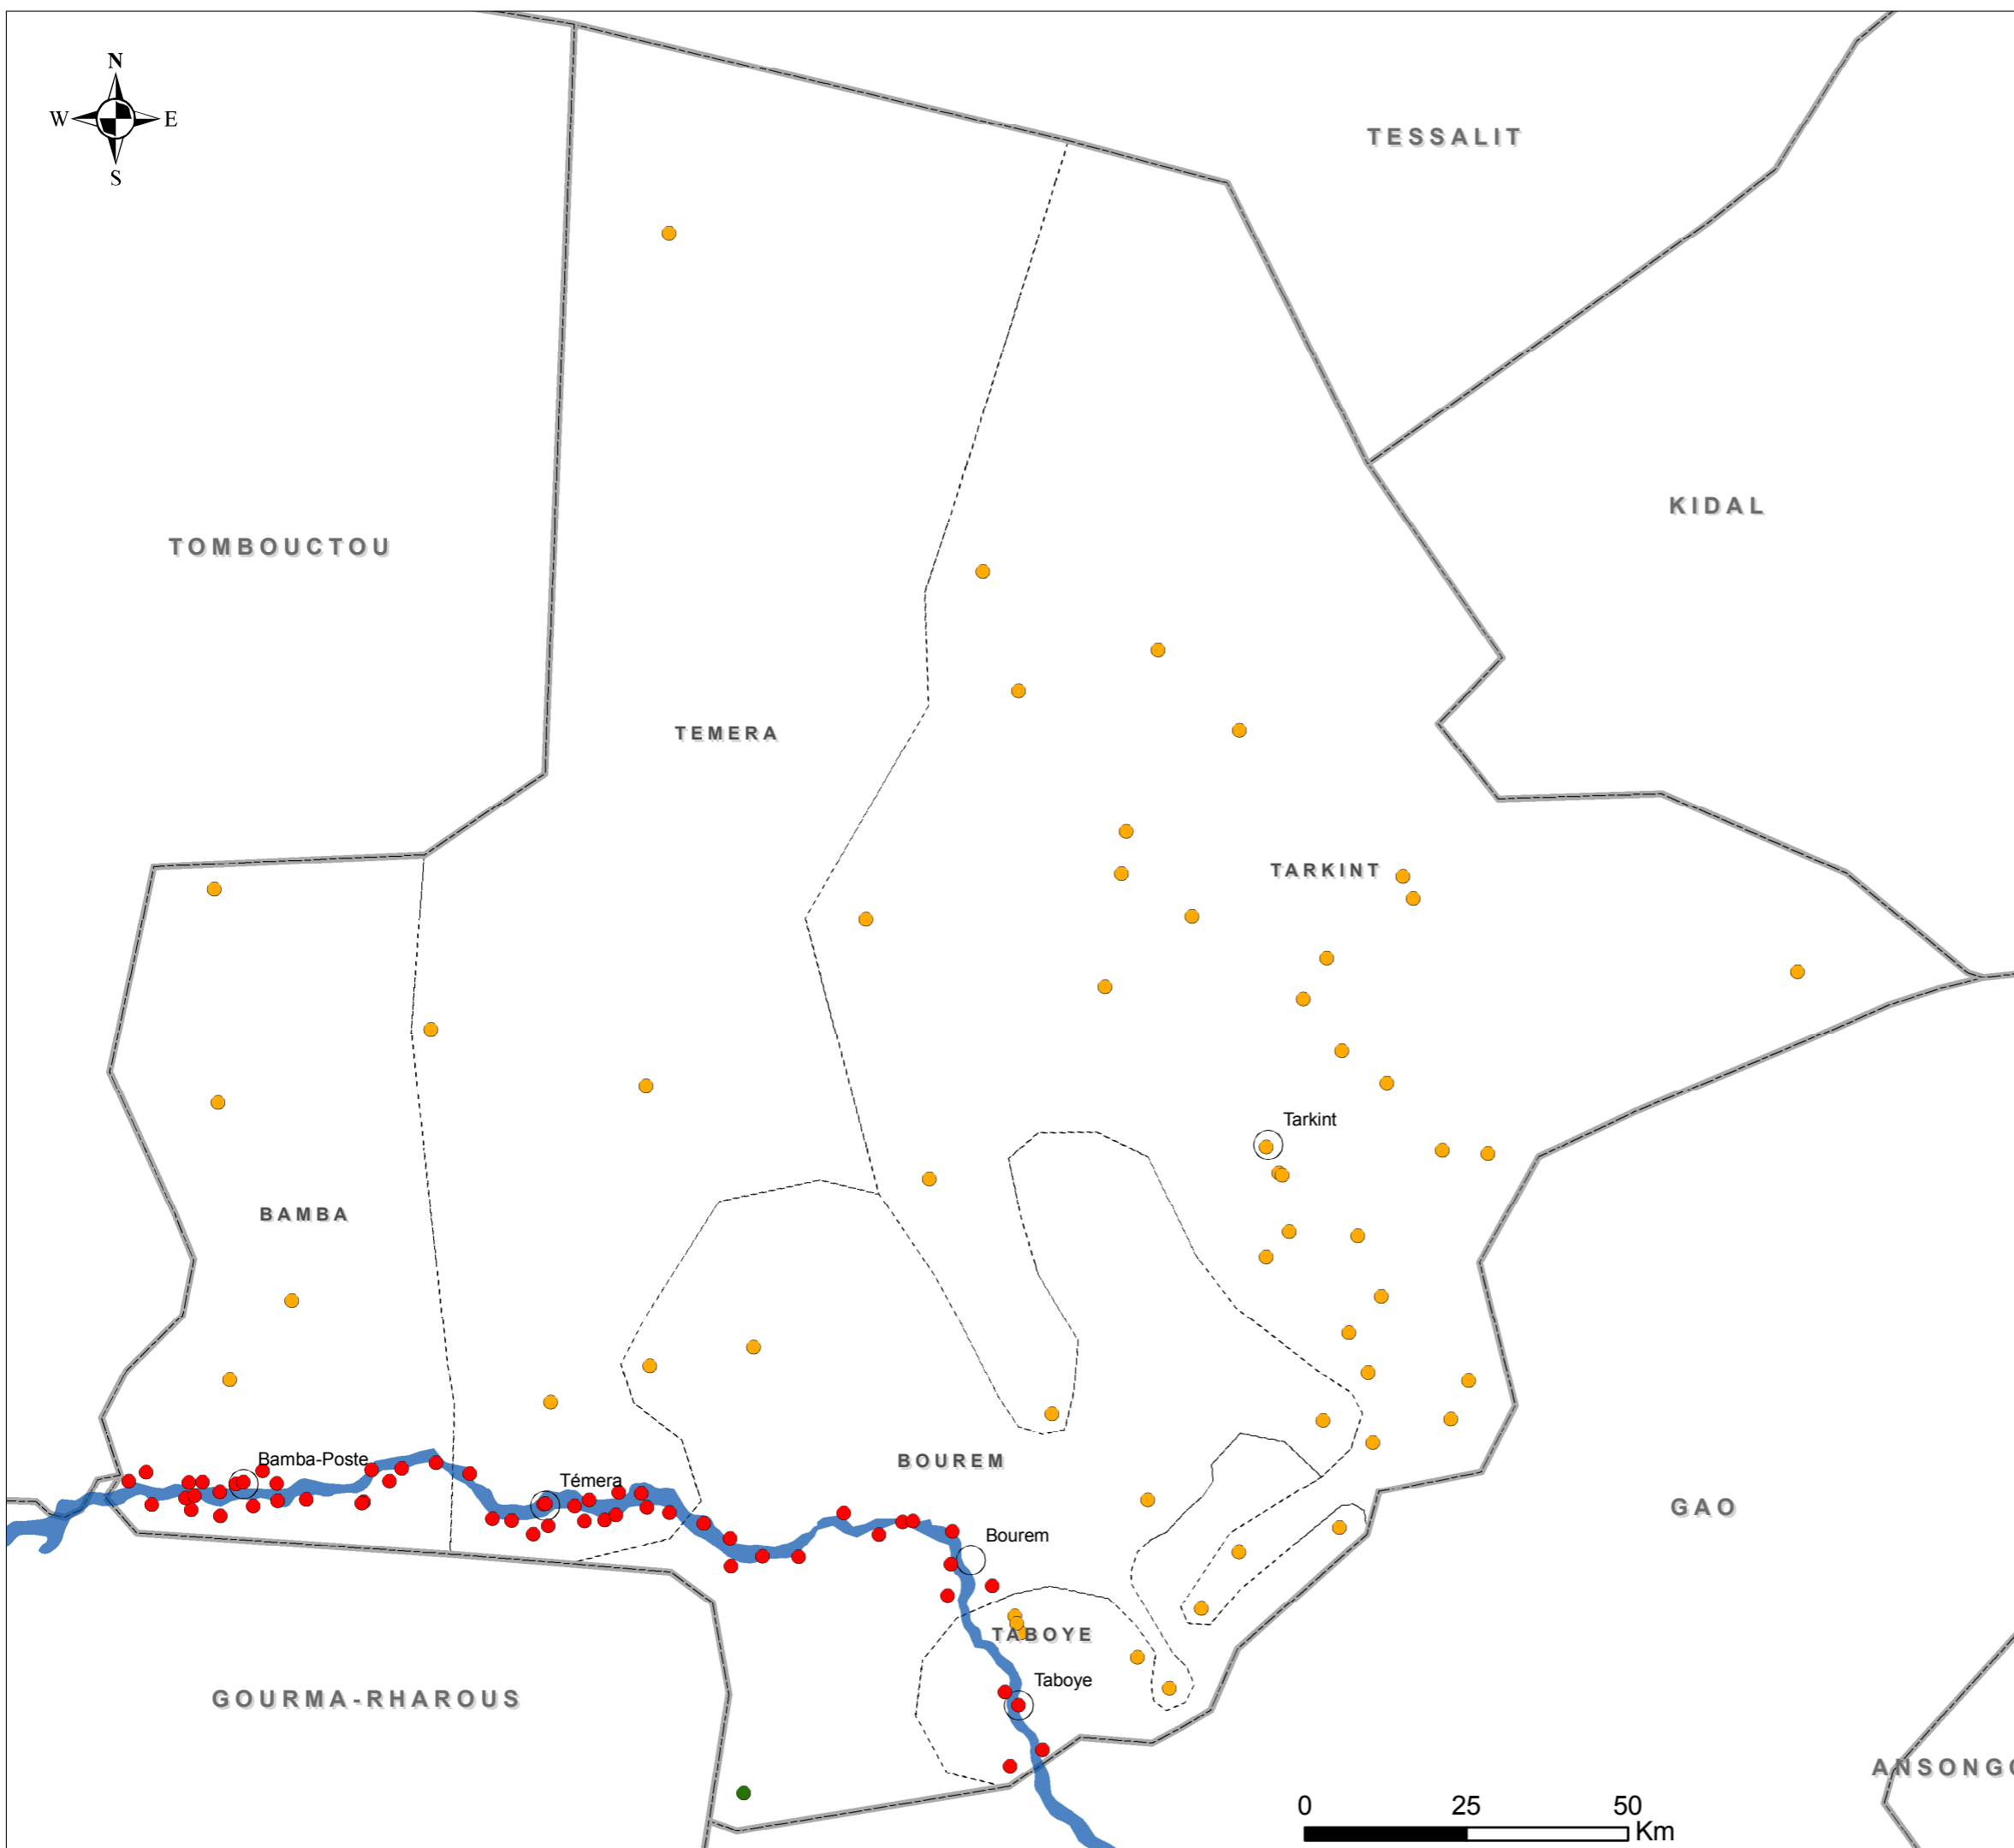 N
W E
S
TESSALIT
KIDAL
TOMBOUCTOU
TEMERA
TARKINT
Tarkint
BAMBA
Bamba-Poste
Témera
BOUREM
Bourem
GAO
TABOYE
Taboye
GOURMA-RHAROUS
ANSONGO
0 25 50
Km